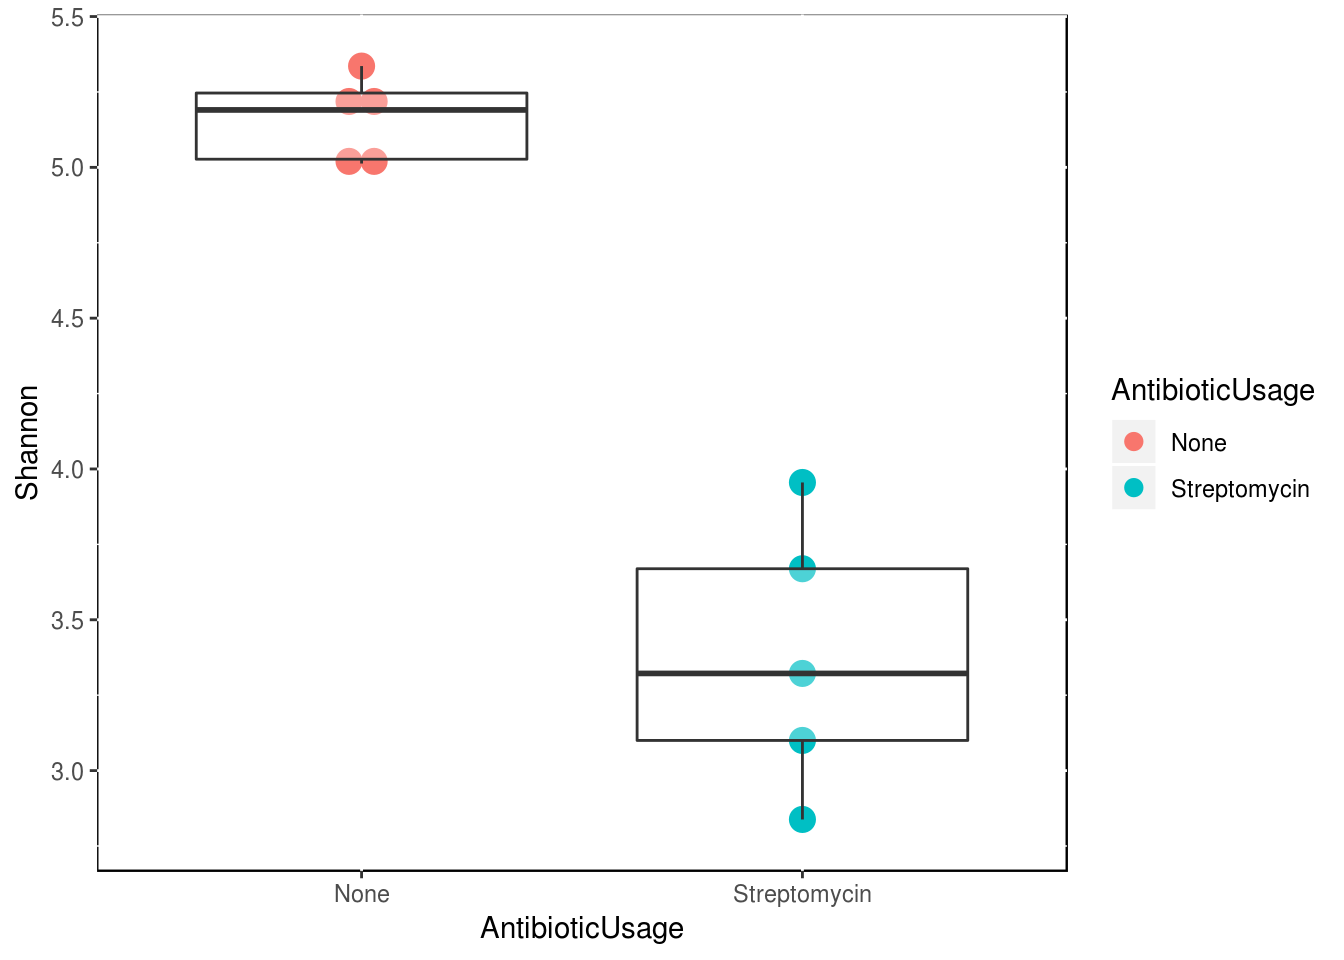 5.5
5.0
4.5
4.0
3.5
3.0
Shannon
None
Streptomycin
AntibioticUsage
AntibioticUsage
None
Streptomycin